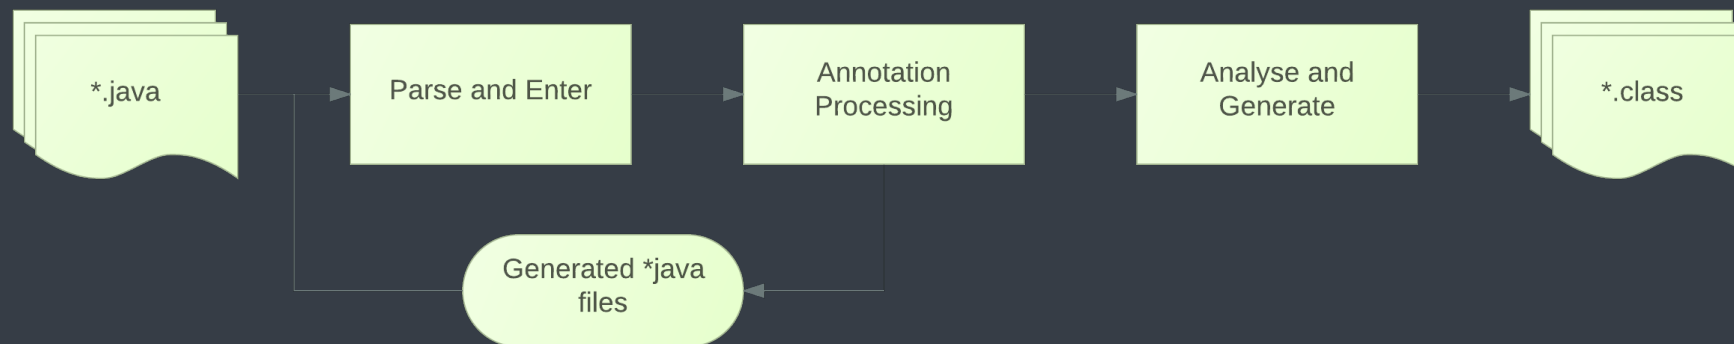 *.java
Parse and Enter
Annotation
Processing
Analyse and
Generate
*.class
Generated *java
files